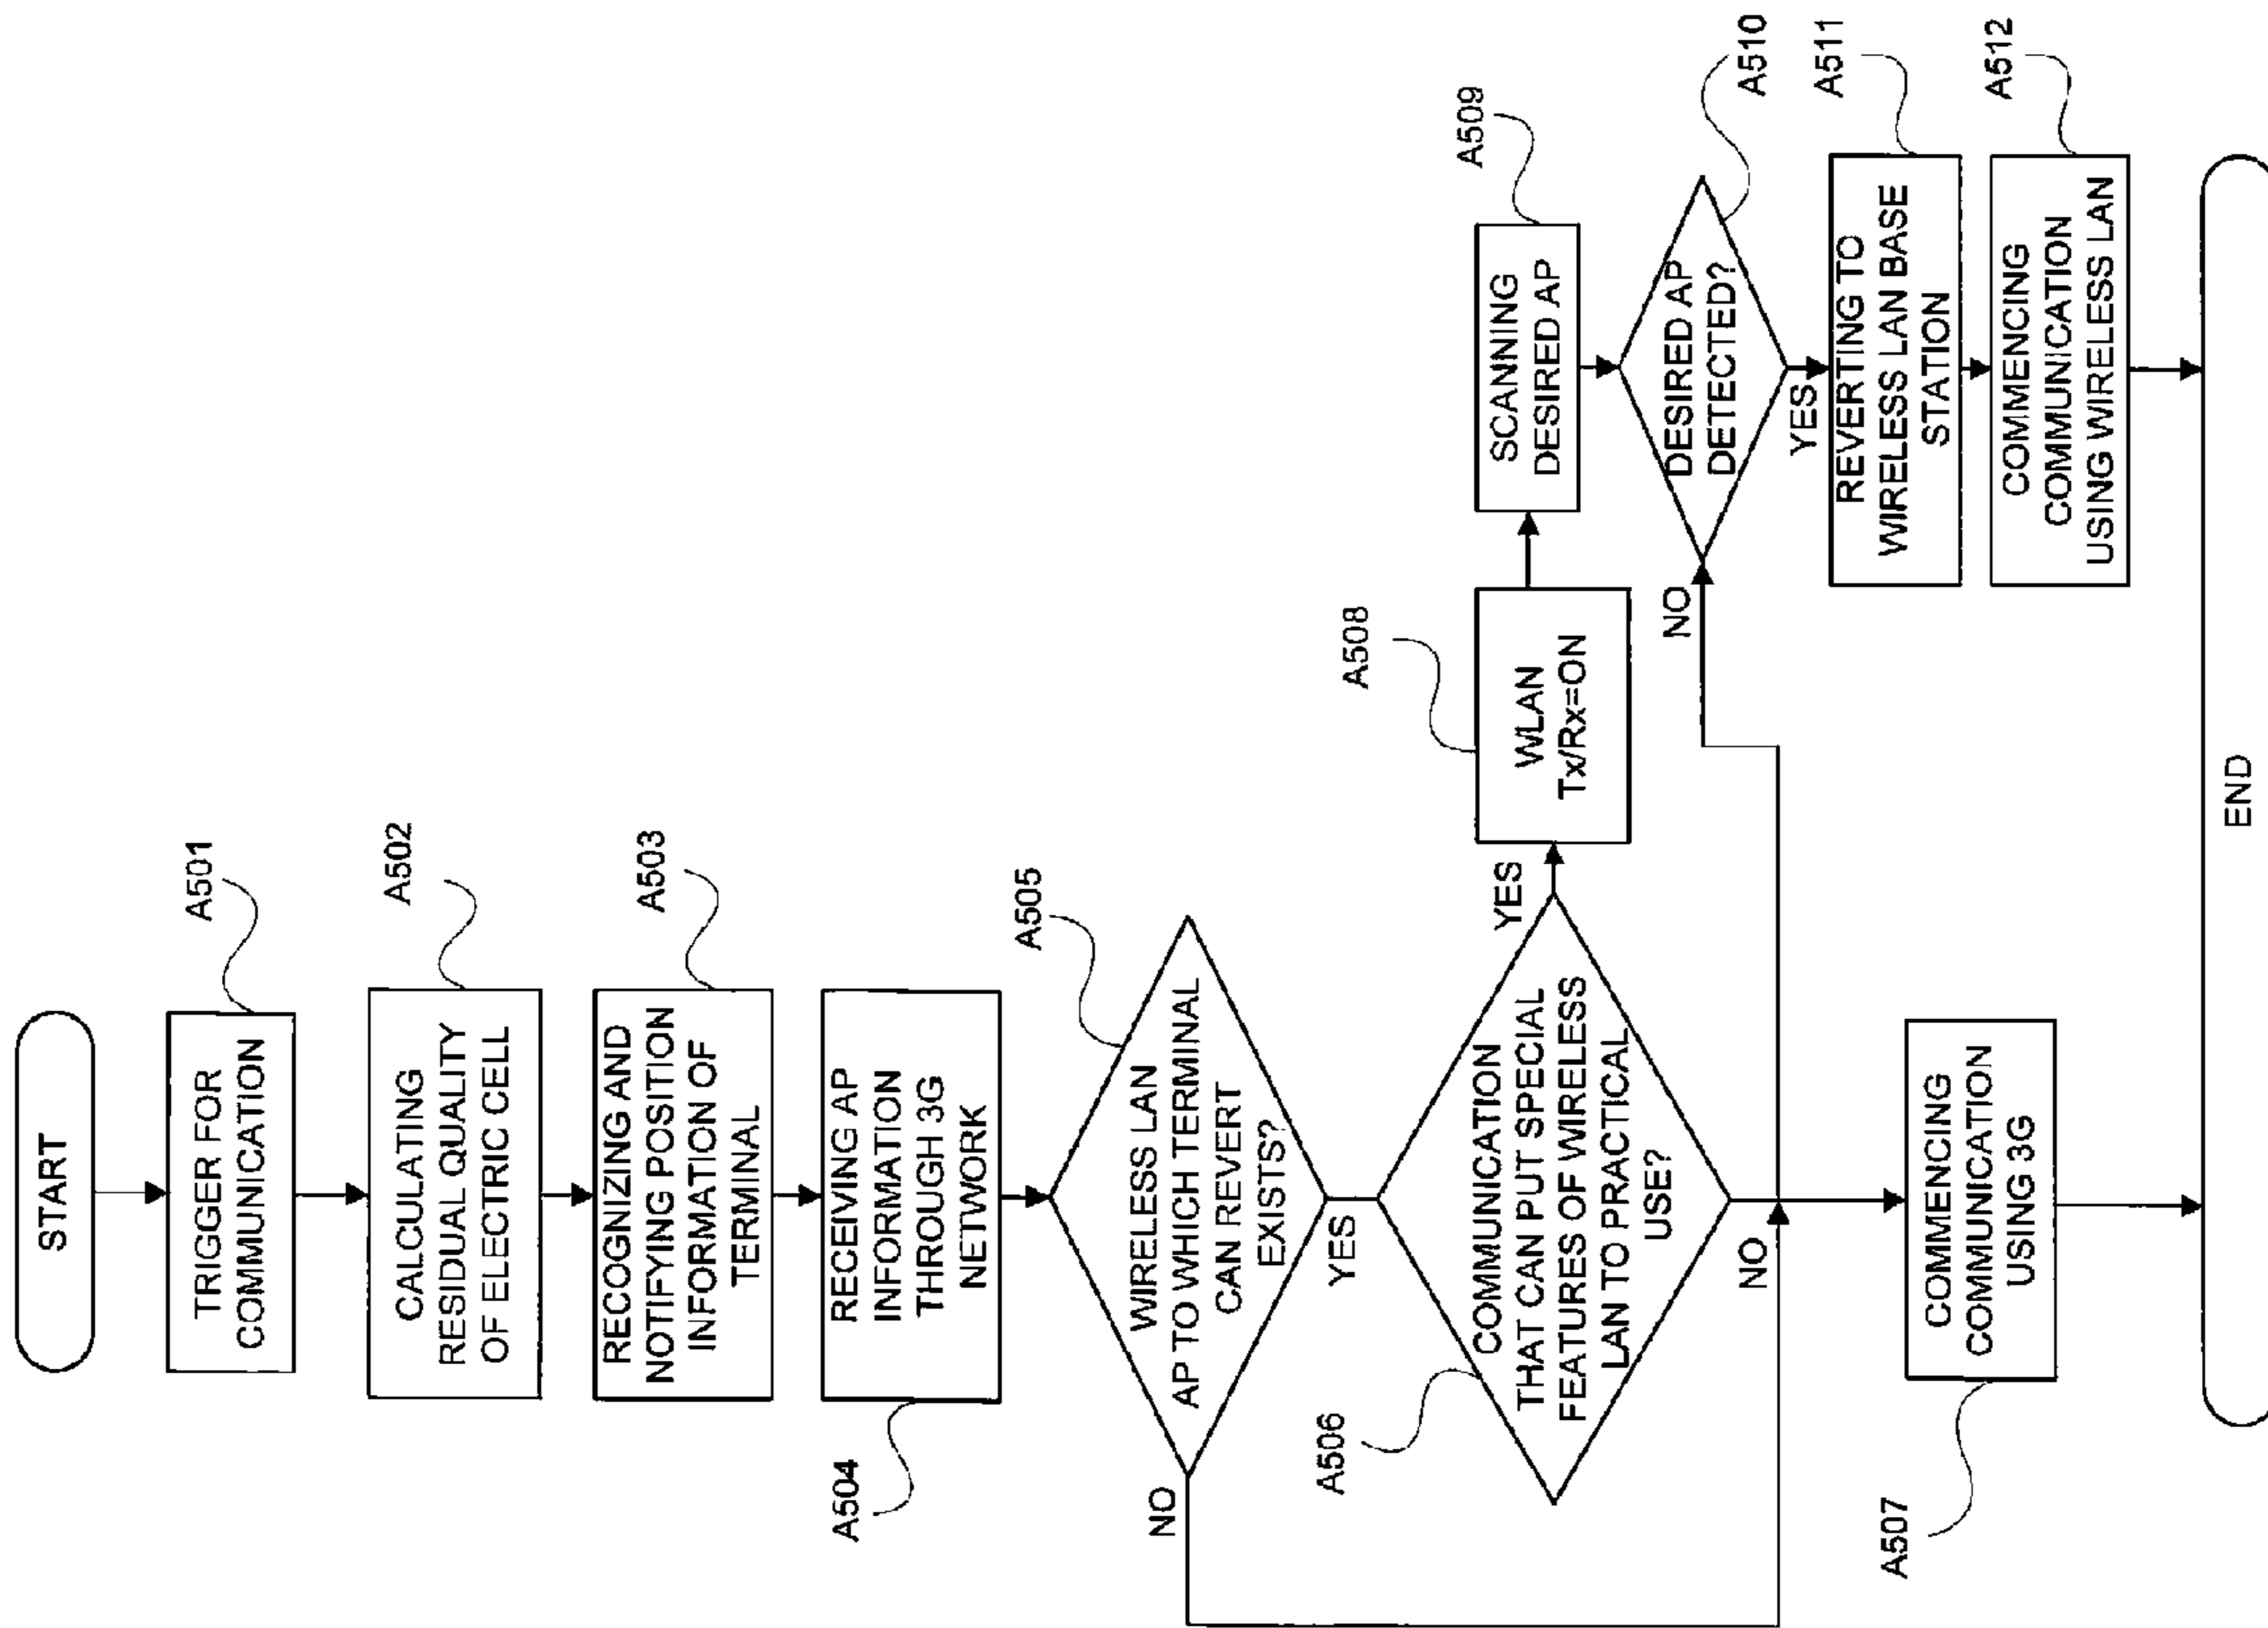 START
TRIGGER FOR
COMMUNICATION
A501
CALCULATING
RESIDUAL QUALITY
OF ELECTRIC CELL
A502
RECOGNIZING AND
NOTIFYING POSITION
INFORMATION OF
TERMINAL
A503
RECEIVING AP
INFORMATION
THROUGH 3G
NETWORK
A504
WIRELESS LAN
AP TO WHICH TERMINAL
CAN REVERT
EXISTS?
A505
NO
YES
COMMUNICATION
THAT CAN PUT SPECIAL
FEATURES OF WIRELESS
LAN TO PRACTICAL
USE?
A506
YES
NO
COMMENCING
COMMUNICATION
USING 3G
A507
WLAN
Tx/Rx=ON
A508
SCANNING
DESIRED AP
A509
DESIRED AP
DETECTED?
A510
NO
YES
REVERTING TO
WIRELESS LAN BASE
STATION
A511
COMMENCING
COMMUNICATION
USING WIRELESS LAN
A512
END